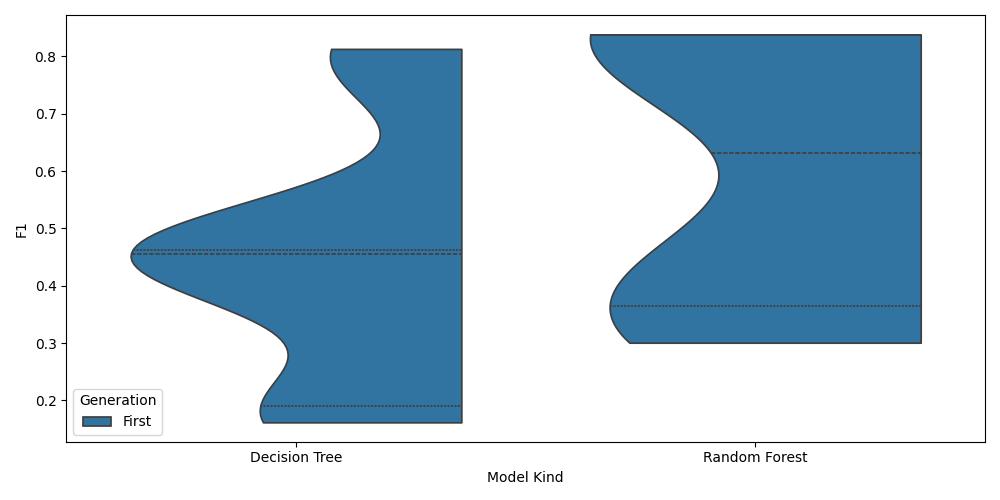 0.8
0.7
0.6
0.5
0.4
0.3
0.2
F1
Generation
First
Decision Tree
Random Forest
Model Kind